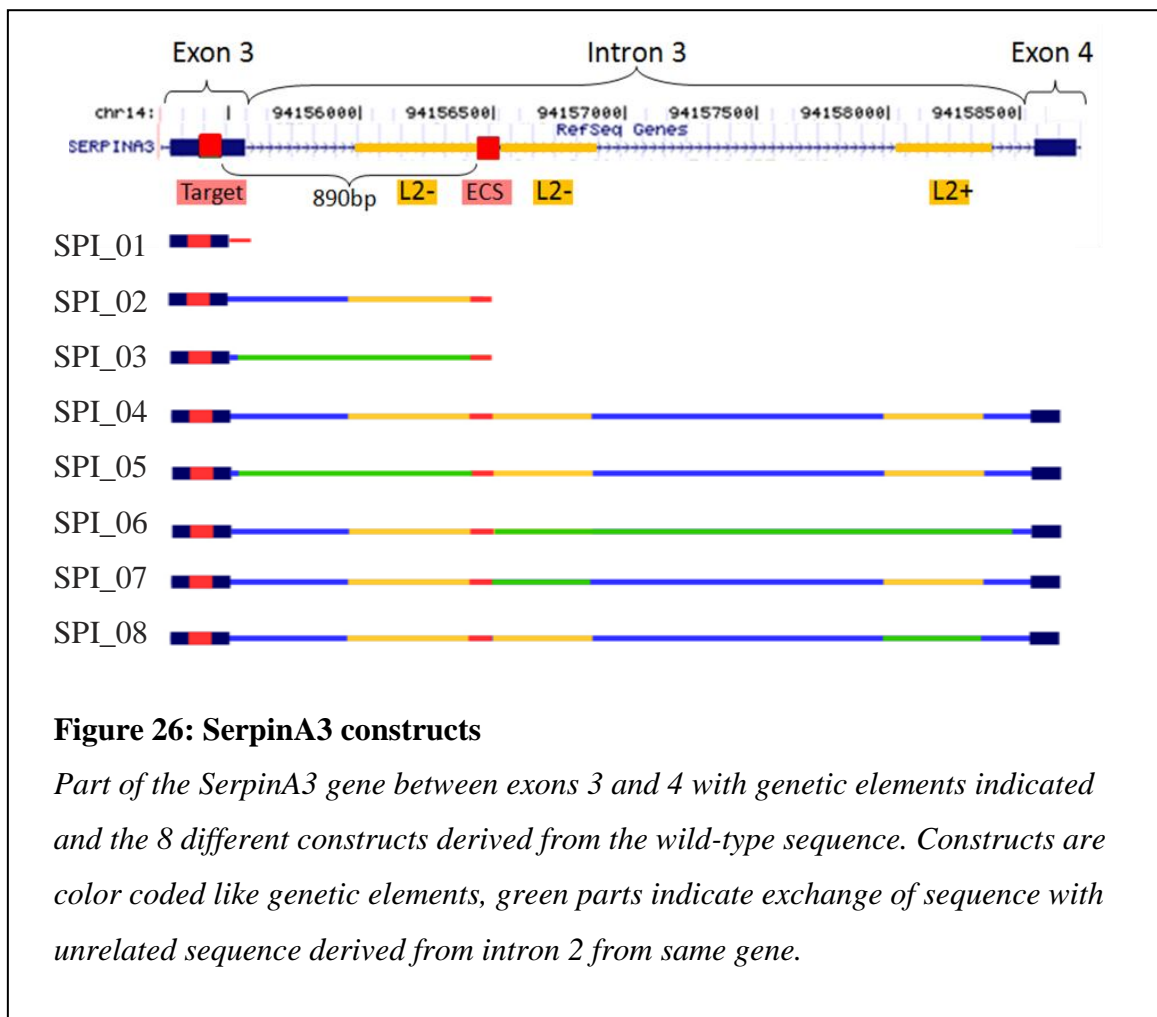 Exon 3 Intron 3 Exon 4
chr14: | 94156000| 94156500| 94157000| 94157500| 94158000| 94158500|
RefSeq Genes
SERPINA3
Target 890bp L2- ECS L2- L2+
SPI_01
SPI_02
SPI_03
SPI_04
SPI_05
SPI_06
SPI_07
SPI_08
Figure 26: SerpinA3 constructs
Part of the SerpinA3 gene between exons 3 and 4 with genetic elements indicated
and the 8 different constructs derived from the wild-type sequence. Constructs are
color coded like genetic elements, green parts indicate exchange of sequence with
unrelated sequence derived from intron 2 from same gene.